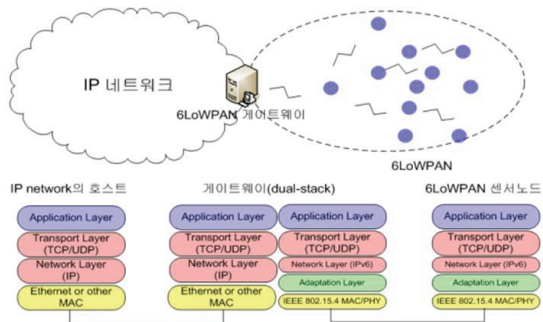 IP 네트워크
6LoWPAN 게어트웨이
6LoWPAN
IP network의 호스트
게이트웨이(dual-stack)
6LoWPAN 센서노드
Application Layer
Transport Layer
(TCP/UDP)
Network Layer
(IP)
Ethernet or other
MAC
Application Layer
Transport Layer
(TCP/UDP)
Network Layer
(IP)
Ethernet or other
MAC
Application Layer
Transport Layer
(TCP/UDP)
Network Layer (IPv6)
Adaptation Layer
IEEE 802.15.4 MAC/PHY
Application Layer
Transport Layer
(TCP/UDP)
Network Layer (IPv6)
Adaptation Layer
IEEE 802.15.4 MAC/PHY